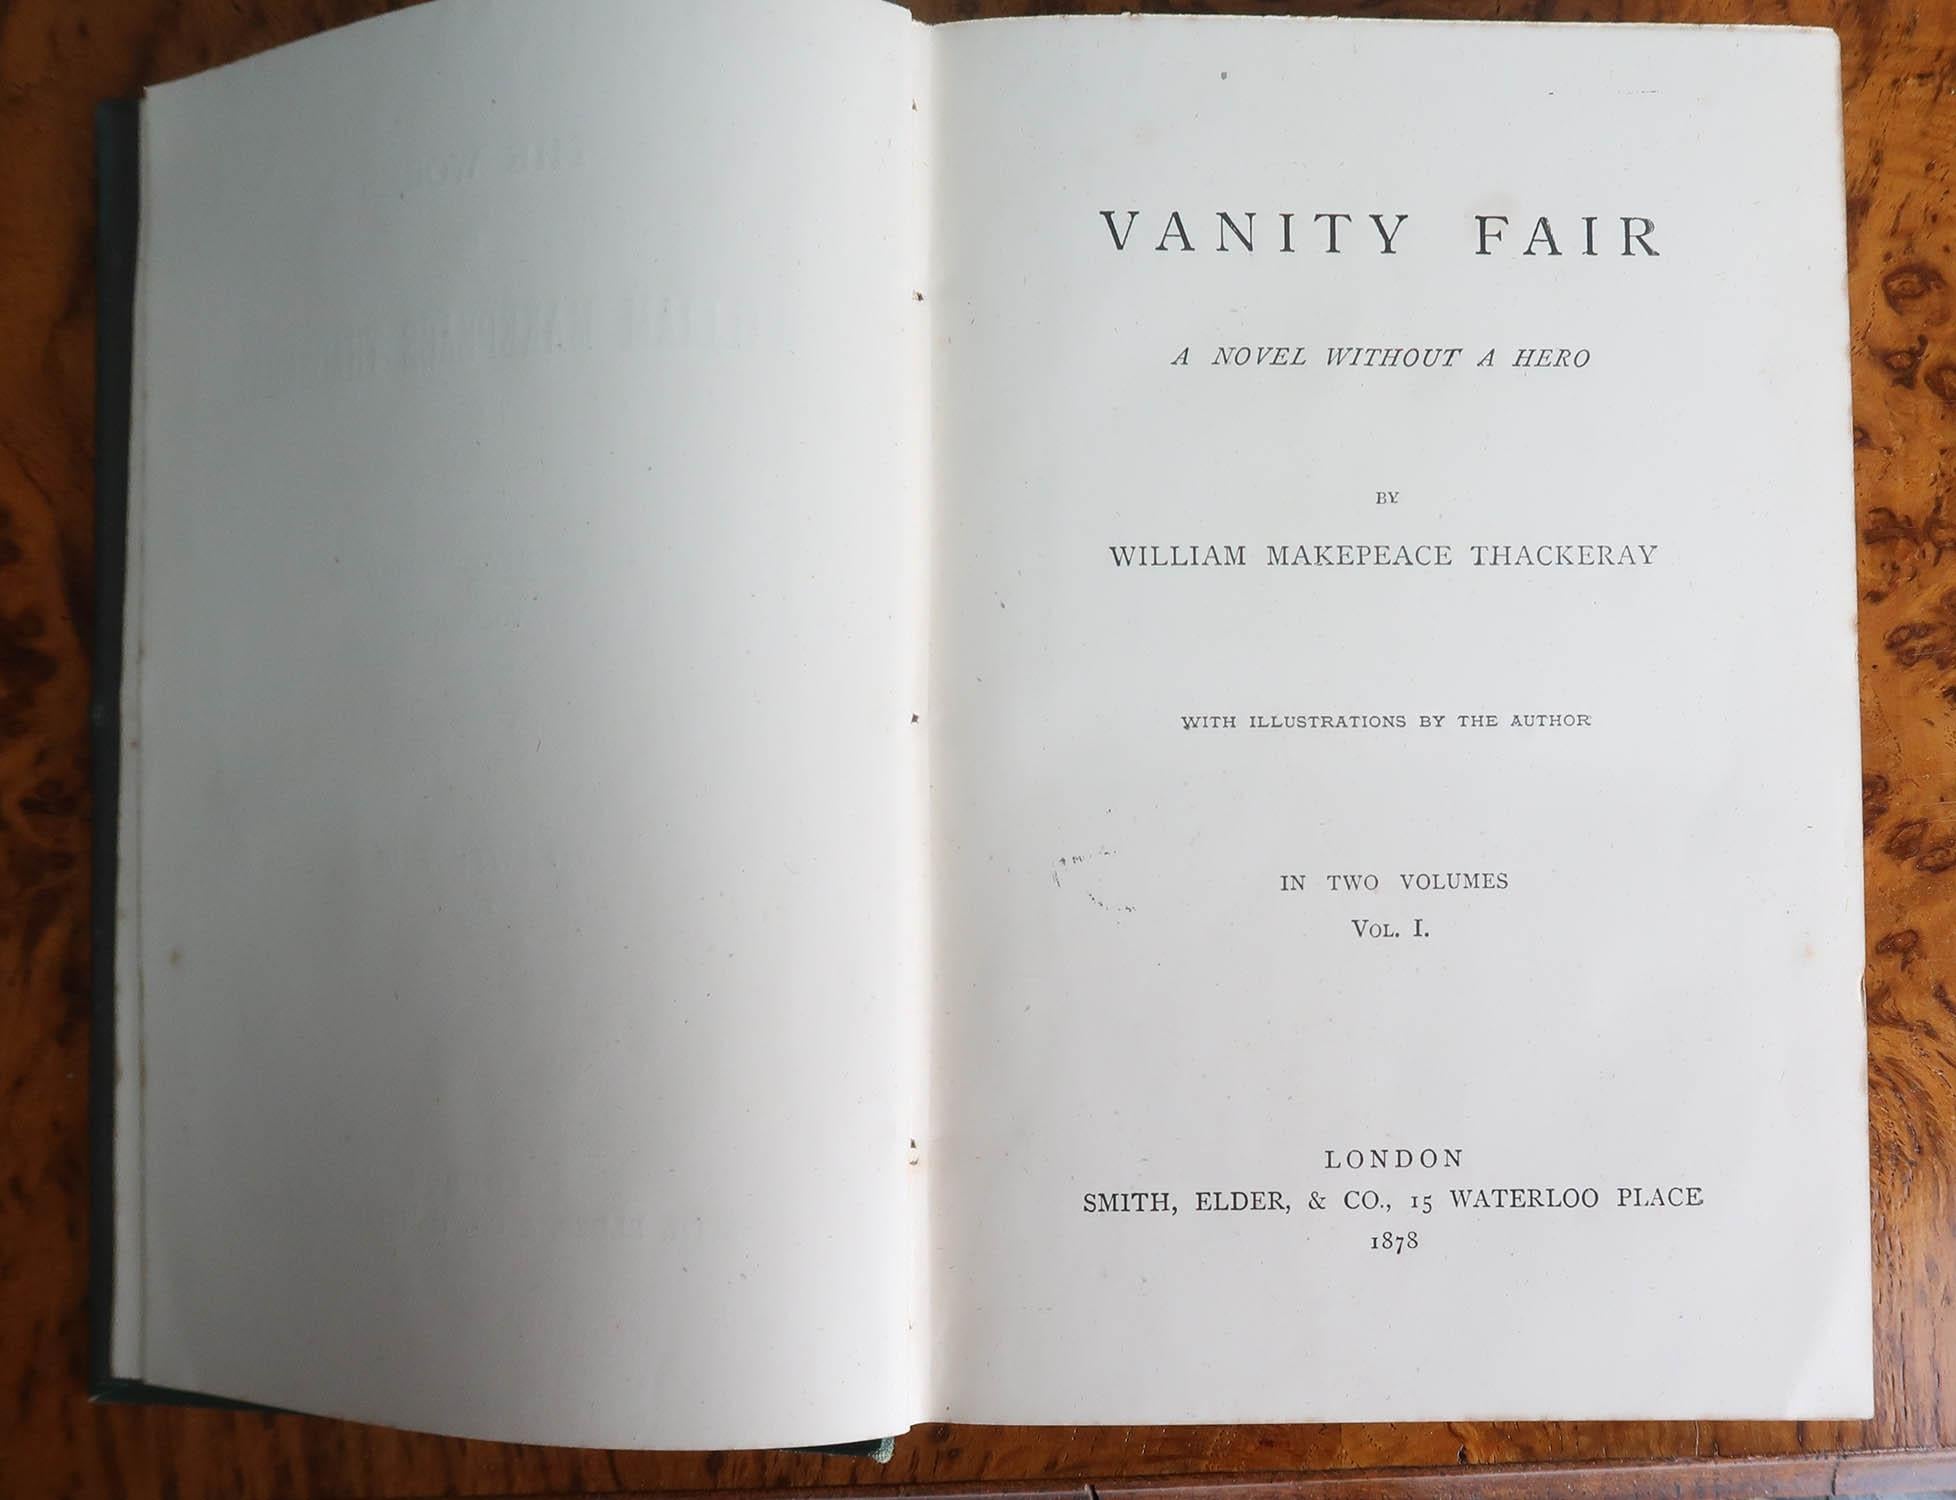 VANITY FAIR
A NOVEL WITHOUT A HERO
BY
WILLIAM MAKEPEACE THACKERAY
WITH ILLUSTRATIONS BY THE AUTHOR
IN TWO VOLUMES
VOL. I.
LONDON
SMITH, ELDER, & CO., 15 WATERLOO PLACE
1878